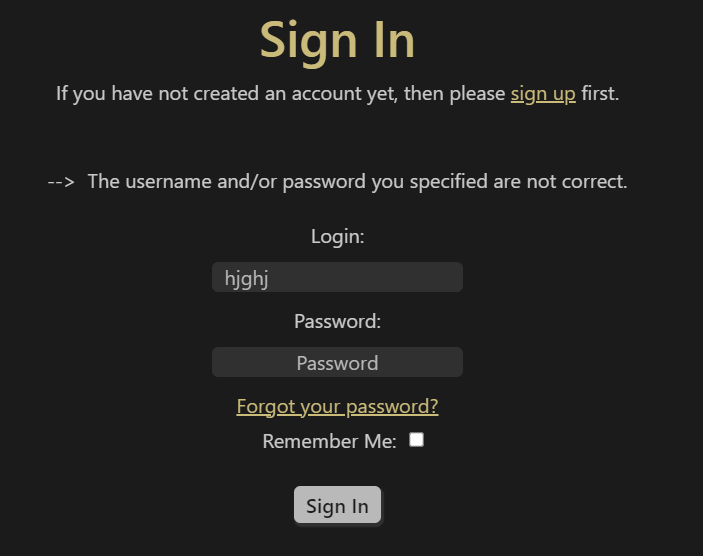 Sign In
If you have not created an account yet, then please sign up first.
--> The username and/or password you specified are not correct.
Login:
hjghj
Password:
Password
Forgot your password?
Remember Me:
Sign In